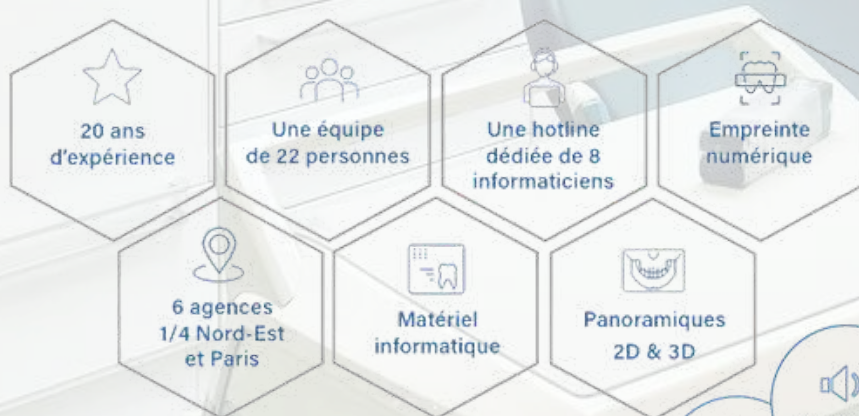 20 ans
d'expérience
Une équipe
de 22 personnes
Une hotline
dédiée de 8
informaticiens
Empreinte
numérique
6 agences
1/4 Nord-Est
et Paris
Matériel
informatique
Panoramiques
2D & 3D